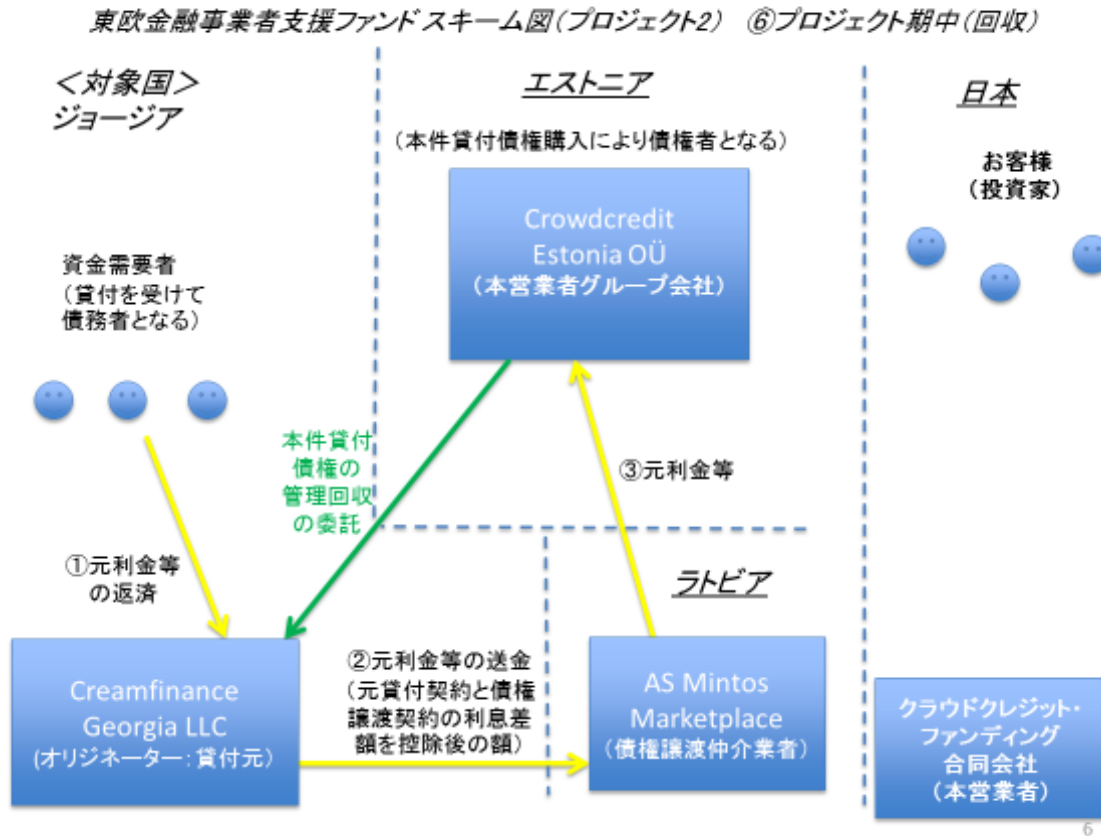 東欧金融事業者支援ファンド スキーム図(プロジェクト2) ⑥プロジェクト期中(回収)
<対象国>
ジョージア
エストニア
日本
(本件貸付債権購入により債権者となる)
お客様
(投資家)
Crowdcredit
Estonia OÜ
(本営業者グループ会社)
資金需要者
(貸付を受けて
債務者となる)
本件貸付
債権の
管理回収
の委託
③元利金等
①元利金等
の返済
ラトビア
②元利金等の送金
(元貸付契約と債権
譲渡契約の利息差
額を控除後の額)
Creamfinance
Georgia LLC
(オリジネーター:貸付元)
AS Mintos
Marketplace
(債権譲渡仲介業者)
クラウドクレジット・
ファンディング
合同会社
(本営業者)
6